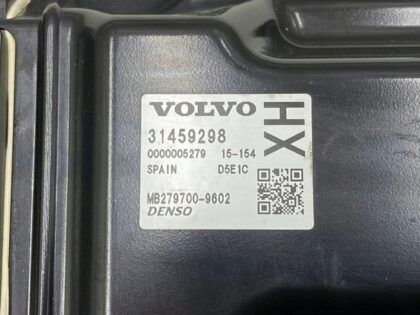 VOLVO
31459298
0000005279 15-154
SPAIN D5E1C
MB279700-9602
DENSO
HX